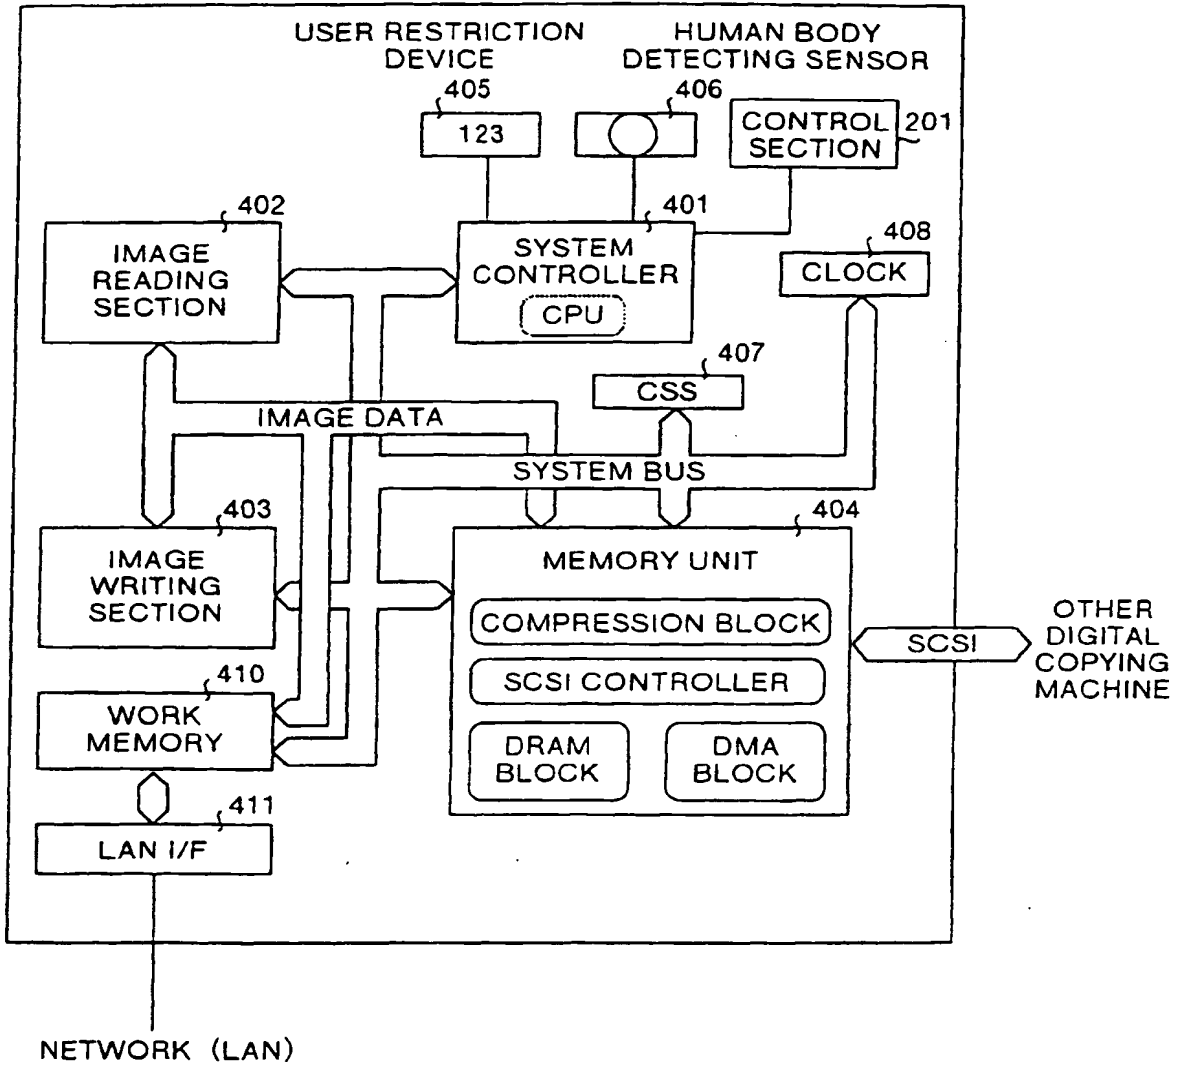 USER RESTRICTION
DEVICE
HUMAN BODY
DETECTING SENSOR
405
123
406
CONTROL
SECTION
201
402
IMAGE
READING
SECTION
401
SYSTEM
CONTROLLER
CPU
408
CLOCK
407
CSS
IMAGE DATA
SYSTEM BUS
403
IMAGE
WRITING
SECTION
404
MEMORY UNIT
COMPRESSION BLOCK
SCSI CONTROLLER
DRAM
BLOCK
DMA
BLOCK
SCSI
OTHER
DIGITAL
COPYING
MACHINE
410
WORK
MEMORY
411
LAN I/F
NETWORK (LAN)